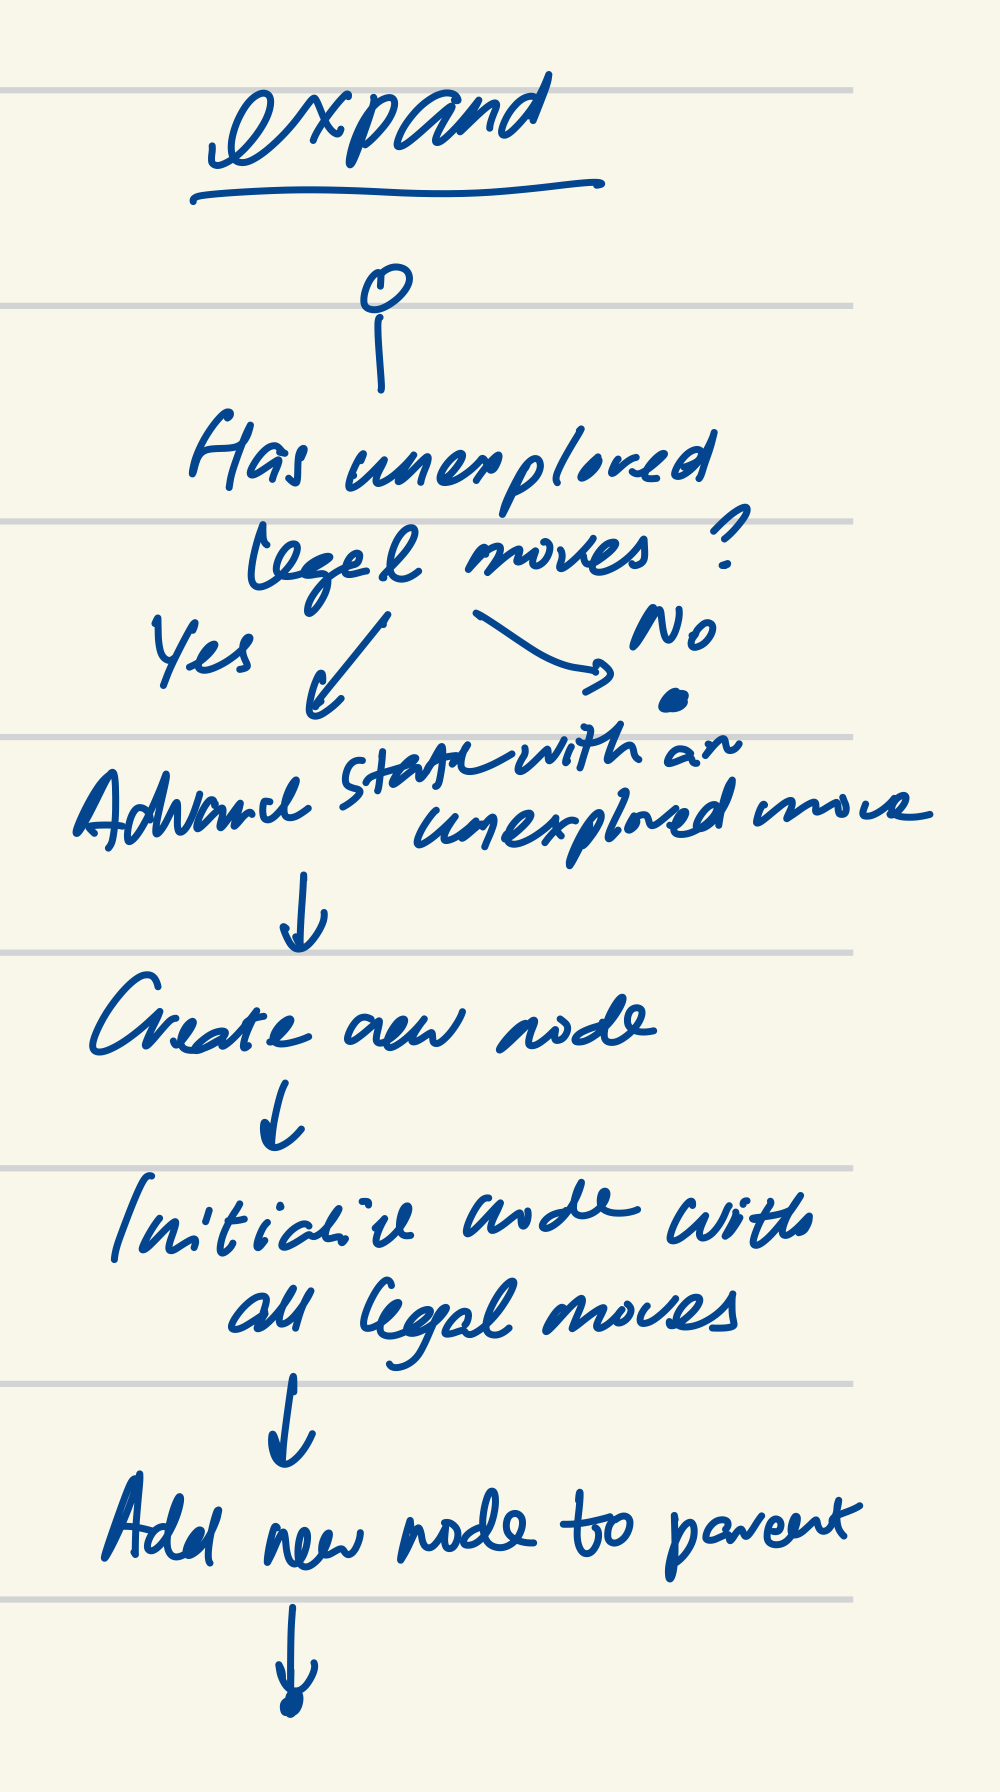 expand
Has unexplored
legal moves ?
Yes
No
Advance state with an
unexplored move
Create new node
Initialize node with
all legal moves
Add new node to parent